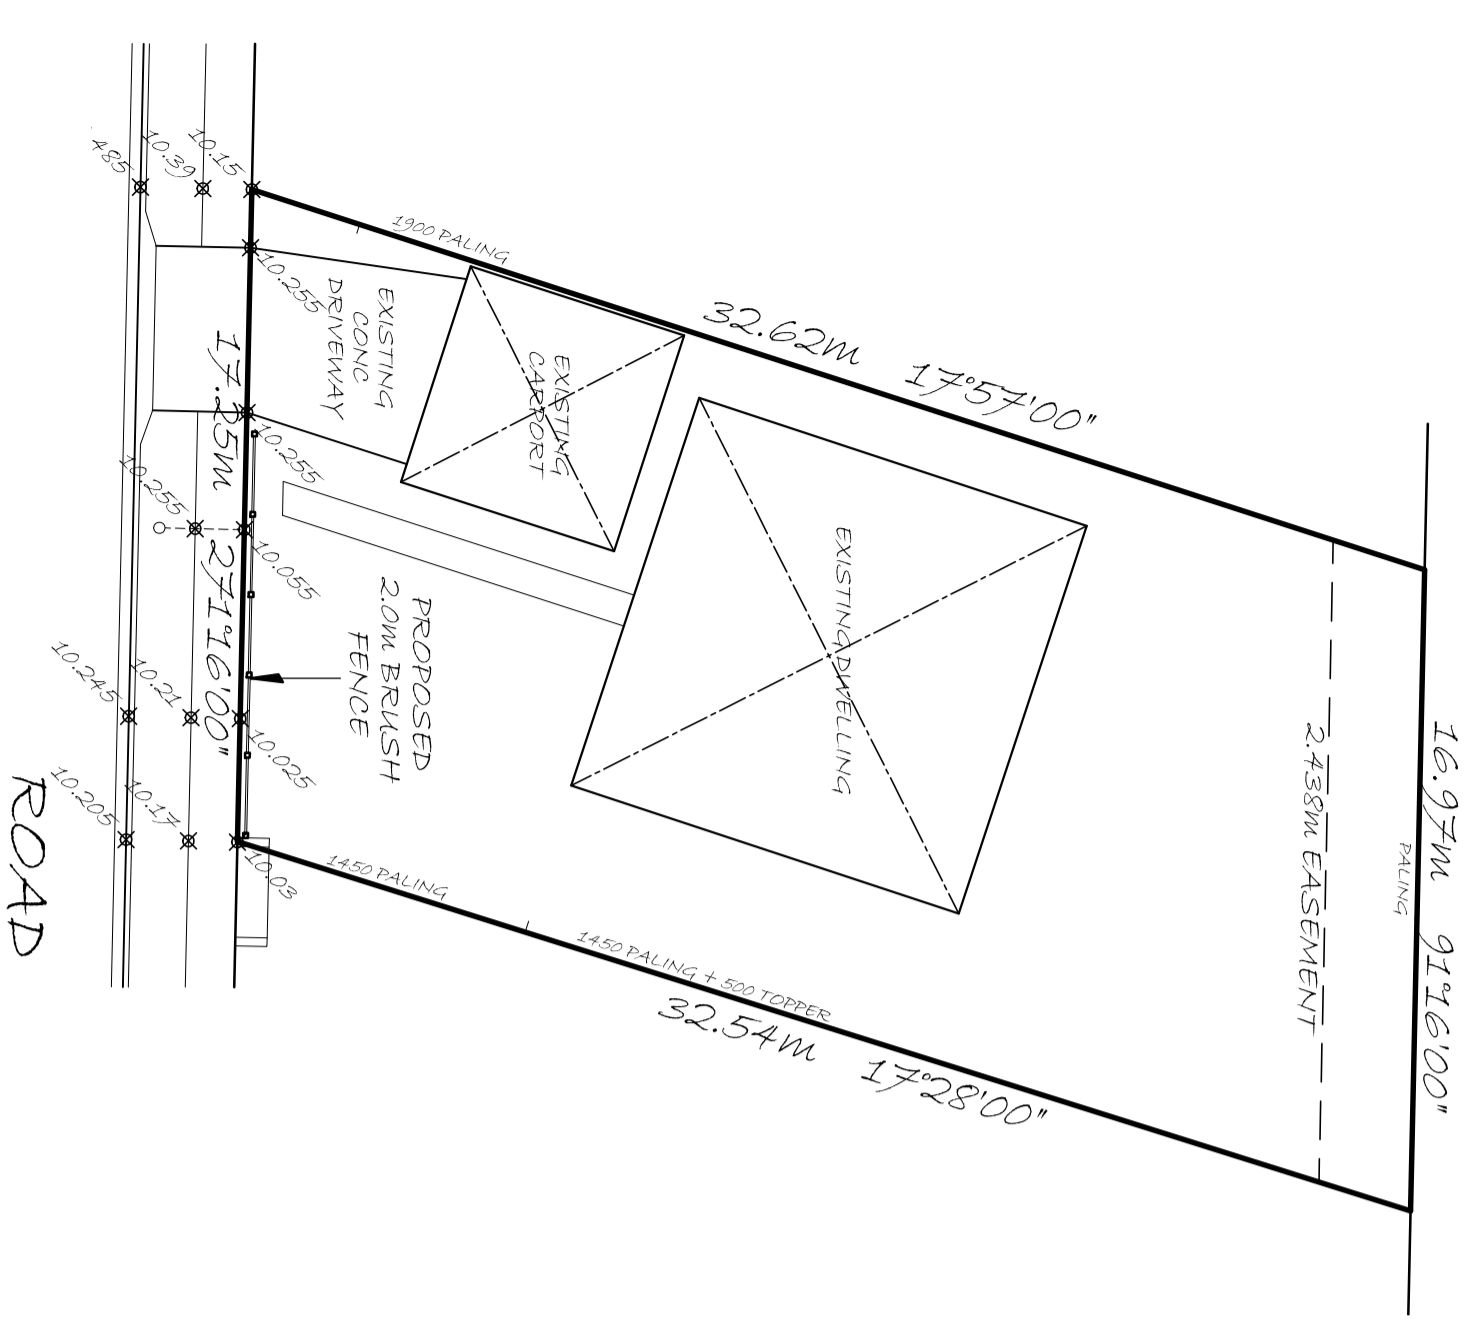 16.97m 91°16'00"
PALING
2.438m EASEMENT
32.62m 17°57'00"
1900 PALING
EXISTING DWELLING
EXISTING
CARPORT
EXISTING
CONC
DRIVEWAY
PROPOSED
2.0m BRUSH
FENCE
1450 PALING
1450 PALING + 500 TOPPER
32.54m 17°28'00"
17.25m 271°16'00"
10.15
10.255
10.255
10.055
10.025
10.03
10.39
10.255
10.21
10.17
485
10.245
10.205
ROAD